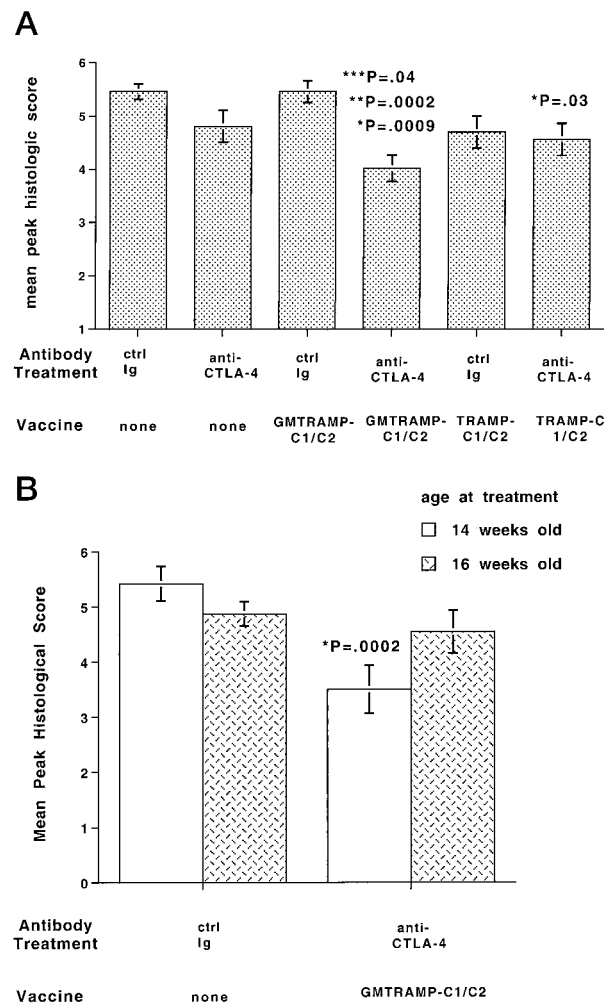 A
mean peak histologic score
6
5
4
3
2
1
***P=.04
**P=.0002
*P=.0009
*P=.03
Antibody
Treatment
ctrl
Ig
anti-
CTLA-4
ctrl
Ig
anti-
CTLA-4
ctrl
Ig
anti-
CTLA-4
Vaccine
none
none
GMTRAMP-
C1/C2
GMTRAMP-
C1/C2
TRAMP-
C1/C2
TRAMP-C
1/C2
B
age at treatment
14 weeks old
16 weeks old
Mean Peak Histological Score
6
5
4
3
2
1
0
*P=.0002
Antibody
Treatment
ctrl
Ig
anti-
CTLA-4
Vaccine
none
GMTRAMP-C1/C2